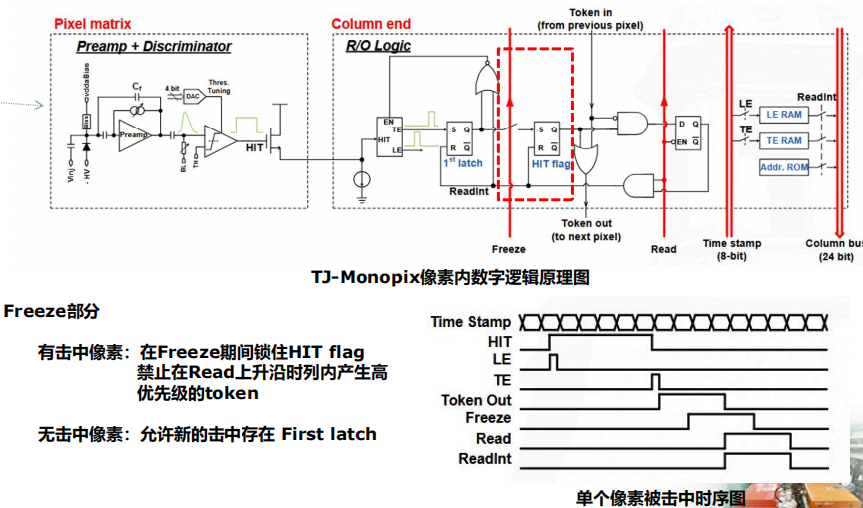 Pixel matrix
Preamp + Discriminator
vddaBias
Bias
Cf
4 bit
DAC
Thres.
Tuning
Preamp
Vinj
- HV
BL
TH
HIT
Column end
R/O Logic
Token in
(from previous pixel)
EN
TE
HIT
LE
S Q
R Q̅
1st latch
ReadInt
S Q
R Q̅
HIT flag
D Q
EN Q̅
LE
TE
ReadInt
LE RAM
TE RAM
Addr. ROM
Token out
(to next pixel)
Freeze
Read
Time stamp
(8-bit)
Column bus
(24 bit)
TJ-Monopix像素内数字逻辑原理图
Freeze部分
有击中像素：在Freeze期间锁住HIT flag
禁止在Read上升沿时列内产生高
优先级的token
无击中像素：允许新的击中存在 First latch
Time Stamp
HIT
LE
TE
Token Out
Freeze
Read
ReadInt
单个像素被击中时序图